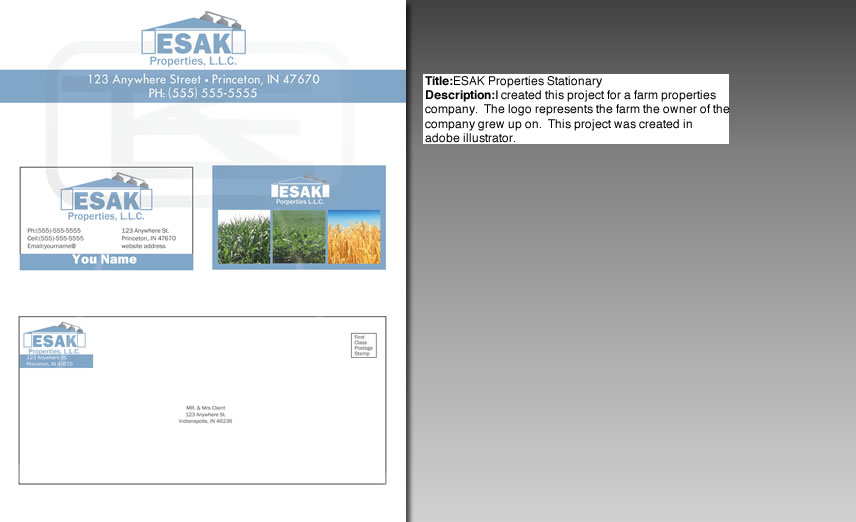 ESAK
Properties, L.L.C.
123 Anywhere Street • Princeton, IN 47670
PH: (555) 555-5555
ESAK
Properties, L.L.C.
Ph:(555)-555-5555
Cell:(555)-555-5555
Email:yourname@
123 Anywhere St.
Princeton, IN 47670
website address
You Name
ESAK
Porperties, L.L.C.
ESAK
Properties, L.L.C.
123 Anywhere St.
Princeton, IN 47670
First
Class
Postage
Stamp
MR. & Mrs Client
123 Anywhere St.
Indianapolis, IN 46236
Title:ESAK Properties Stationary
Description:I created this project for a farm properties
company. The logo represents the farm the owner of the
company grew up on. This project was created in
adobe illustrator.